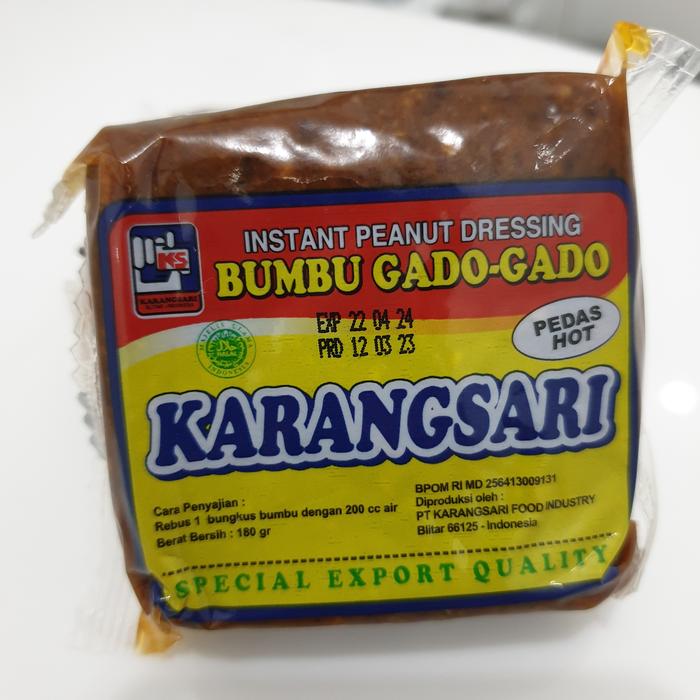 INSTANT PEANUT DRESSING
BUMBU GADO-GADO
KS
KARANGSARI
EXP 22 04 24
PRD 12 03 23
PEDAS
HOT
HALAL
INDONESIA
KARANGSARI
Cara Penyajian :
Rebus 1 bungkus bumbu dengan 200 cc air
Berat Bersih : 180 gr
BPOM RI MD 256413009131
Diproduksi oleh :
PT KARANGSARI FOOD INDUSTRY
Blitar 66125 - Indonesia
SPECIAL EXPORT QUALITY